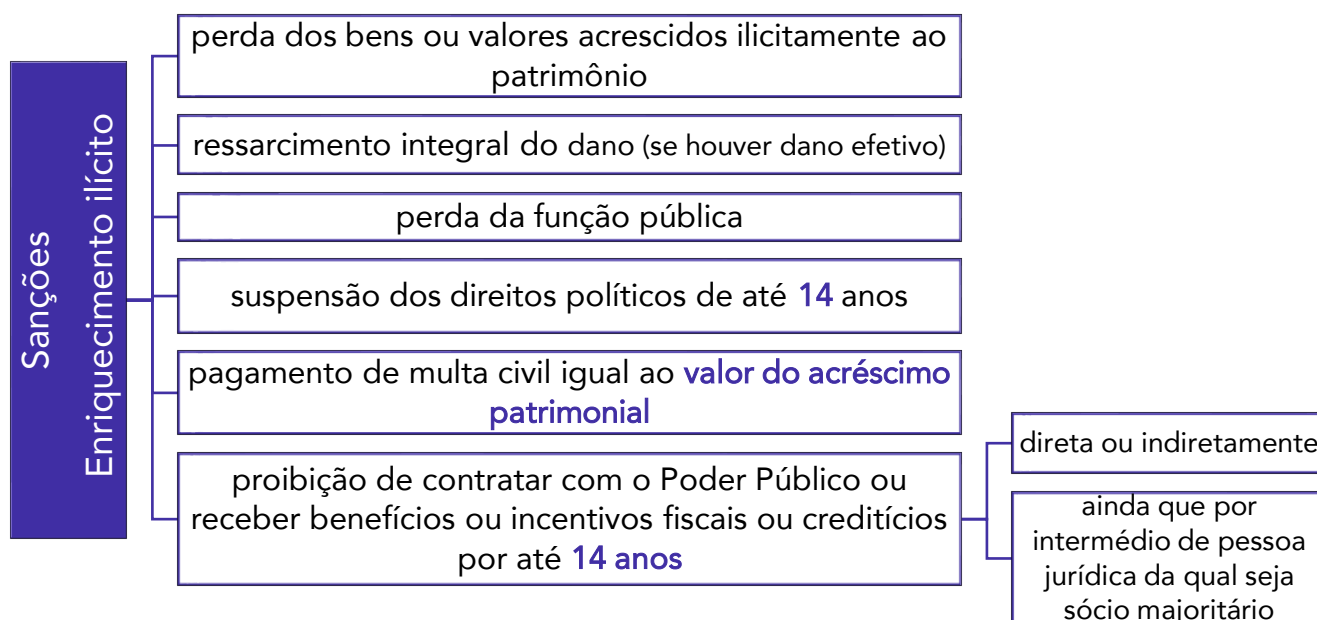 Sanções
Enriquecimento ilícito
perda dos bens ou valores acrescidos ilicitamente ao
patrimônio
ressarcimento integral do dano (se houver dano efetivo)
perda da função pública
suspensão dos direitos políticos de até 14 anos
pagamento de multa civil igual ao valor do acréscimo
patrimonial
proibição de contratar com o Poder Público ou
receber benefícios ou incentivos fiscais ou creditícios
por até 14 anos
direta ou indiretamente
ainda que por
intermédio de pessoa
jurídica da qual seja
sócio majoritário